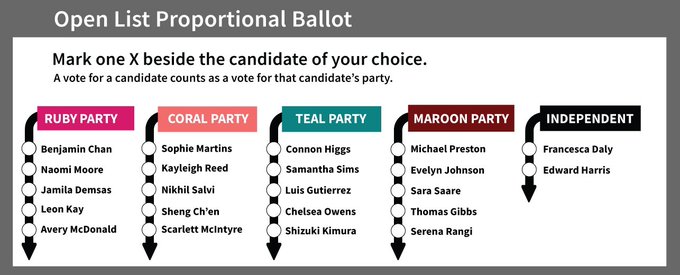 Open List Proportional Ballot
Mark one X beside the candidate of your choice.
A vote for a candidate counts as a vote for that candidate's party.
RUBY PARTY
Benjamin Chan
Naomi Moore
Jamila Demsas
Leon Kay
Avery McDonald
CORAL PARTY
Sophie Martins
Kayleigh Reed
Nikhil Salvi
Sheng Ch'en
Scarlett McIntyre
TEAL PARTY
Connon Higgs
Samantha Sims
Luis Gutierrez
Chelsea Owens
Shizuki Kimura
MAROON PARTY
Michael Preston
Evelyn Johnson
Sara Saare
Thomas Gibbs
Serena Rangi
INDEPENDENT
Francesca Daly
Edward Harris